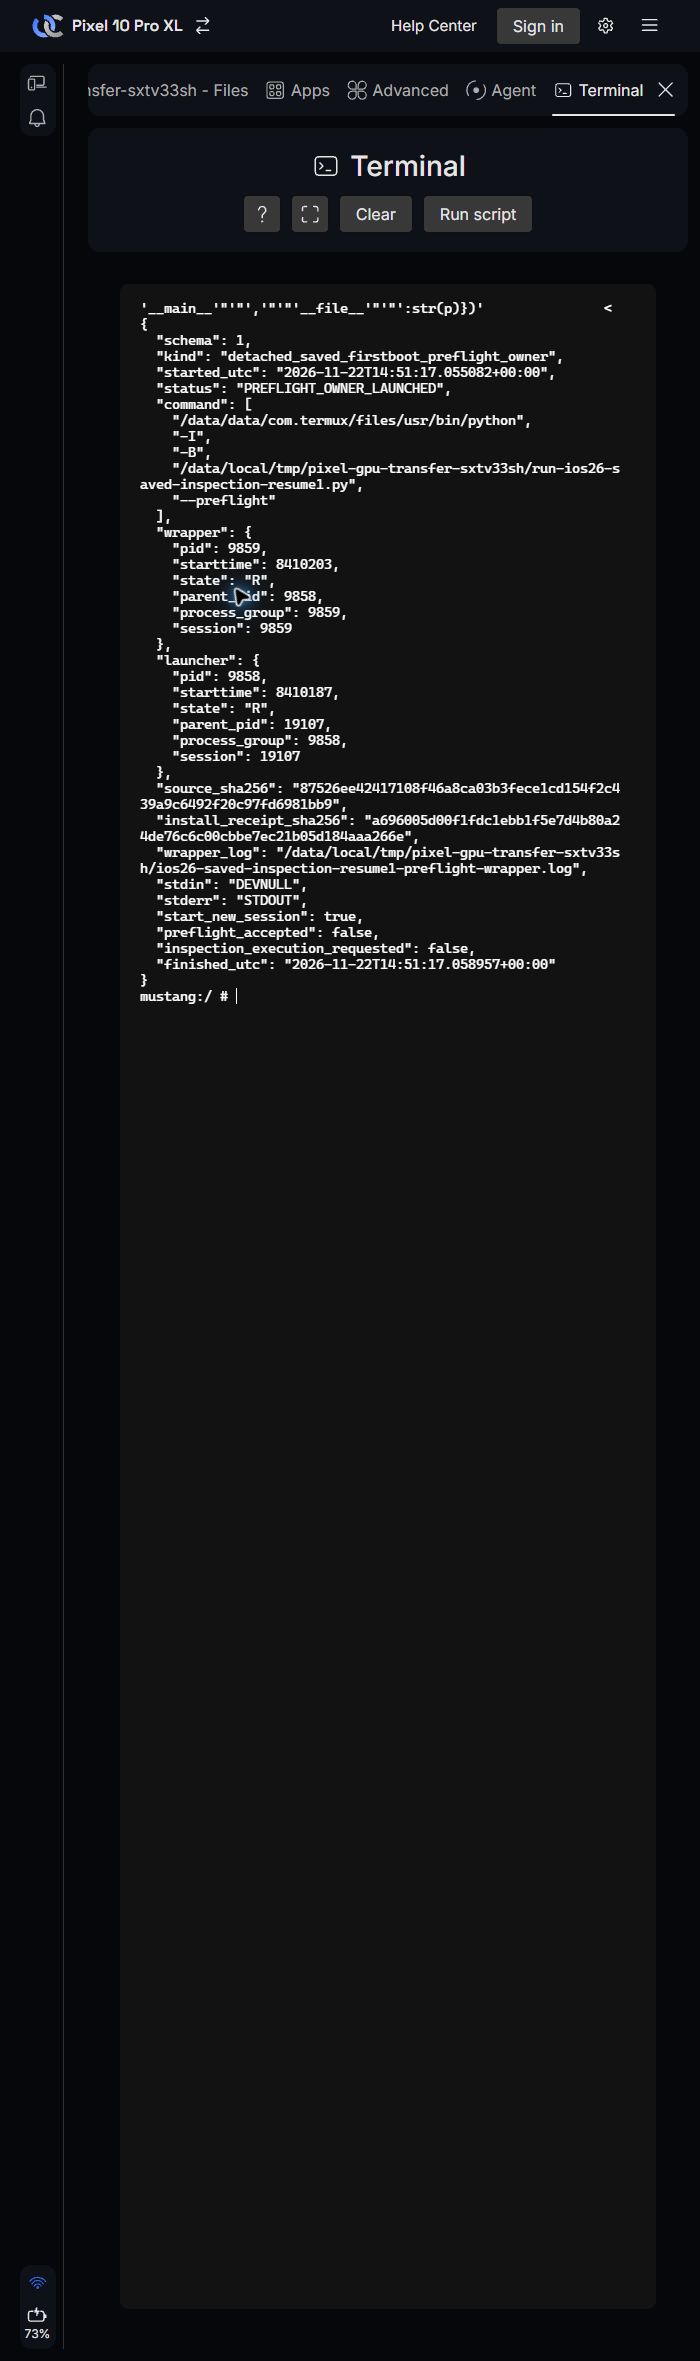 Pixel 10 Pro XL
Help Center
Sign in
nsfer-sxtv33sh - Files
Apps
Advanced
Agent
Terminal
Terminal
?
Clear
Run script
'__main__'"'"','"'"'__file__'"'"':str(p)})' <
{
"schema": 1,
"kind": "detached_saved_firstboot_preflight_owner",
"started_utc": "2026-11-22T14:51:17.055082+00:00",
"status": "PREFLIGHT_OWNER_LAUNCHED",
"command": [
"/data/data/com.termux/files/usr/bin/python",
"-I",
"-B",
"/data/local/tmp/pixel-gpu-transfer-sxtv33sh/run-ios26-s
aved-inspection-resume1.py",
"--preflight"
],
"wrapper": {
"pid": 9859,
"starttime": 8410203,
"state": "R",
"parent_pid": 9858,
"process_group": 9859,
"session": 9859
},
"launcher": {
"pid": 9858,
"starttime": 8410187,
"state": "R",
"parent_pid": 19107,
"process_group": 9858,
"session": 19107
},
"source_sha256": "87526ee42417108f46a8ca03b3fece1cd154f2c4
39a9c6492f20c97fd6981bb9",
"install_receipt_sha256": "a696005d00f1fdc1ebb1f5e7d4b80a2
4de76c6c00cbbe7ec21b05d184aaa266e",
"wrapper_log": "/data/local/tmp/pixel-gpu-transfer-sxtv33s
h/ios26-saved-inspection-resume1-preflight-wrapper.log",
"stdin": "DEVNULL",
"stderr": "STDOUT",
"start_new_session": true,
"preflight_accepted": false,
"inspection_execution_requested": false,
"finished_utc": "2026-11-22T14:51:17.058957+00:00"
}
mustang:/ #
73%